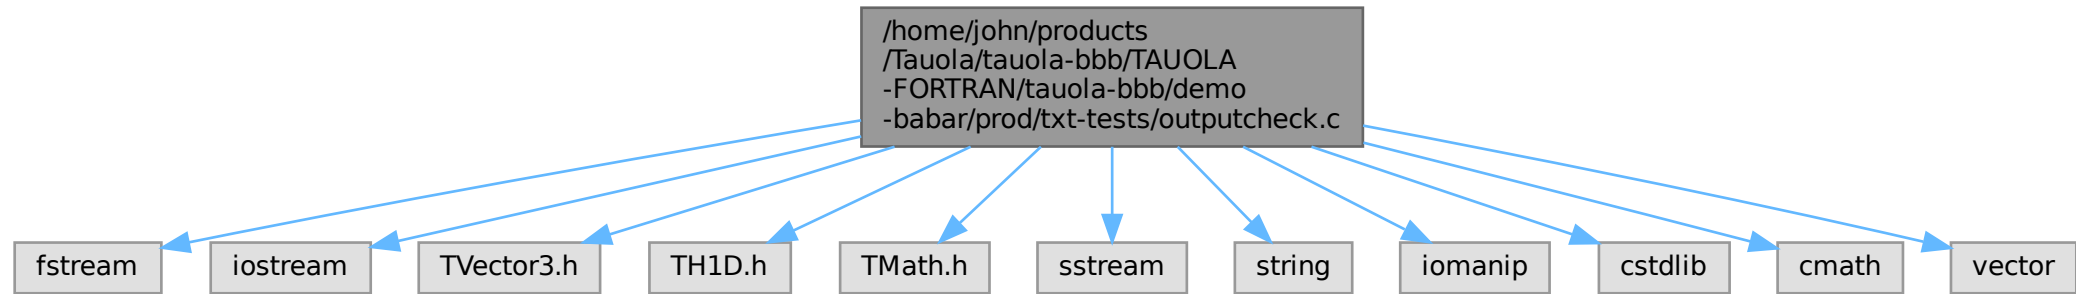 /home/john/products
/Tauola/tauola-bbb/TAUOLA
-FORTRAN/tauola-bbb/demo
-babar/prod/txt-tests/outputcheck.c
fstream
iostream
TVector3.h
TH1D.h
TMath.h
sstream
string
iomanip
cstdlib
cmath
vector